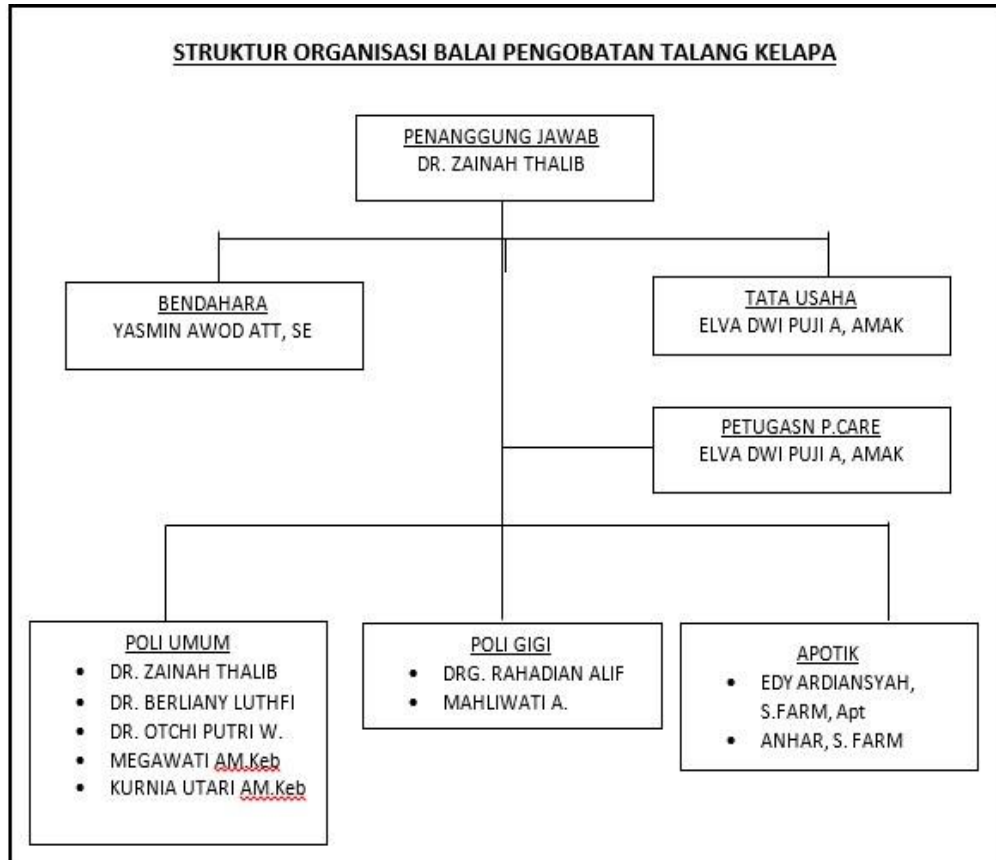 STRUKTUR ORGANISASI BALAI PENGOBATAN TALANG KELAPA
PENANGGUNG JAWAB
DR. ZAINAH THALIB
BENDAHARA
YASMIN AWOD ATT, SE
TATA USAHA
ELVA DWI PUJI A, AMAK
PETUGASN P.CARE
ELVA DWI PUJI A, AMAK
POLI UMUM
• DR. ZAINAH THALIB
• DR. BERLIANY LUTHFI
• DR. OTCHI PUTRI W.
• MEGAWATI AM.Keb
• KURNIA UTARI AM.Keb
POLI GIGI
• DRG. RAHADIAN ALIF
• MAHLIWATI A.
APOTIK
• EDY ARDIANSYAH,
S.FARM, Apt
• ANHAR, S. FARM